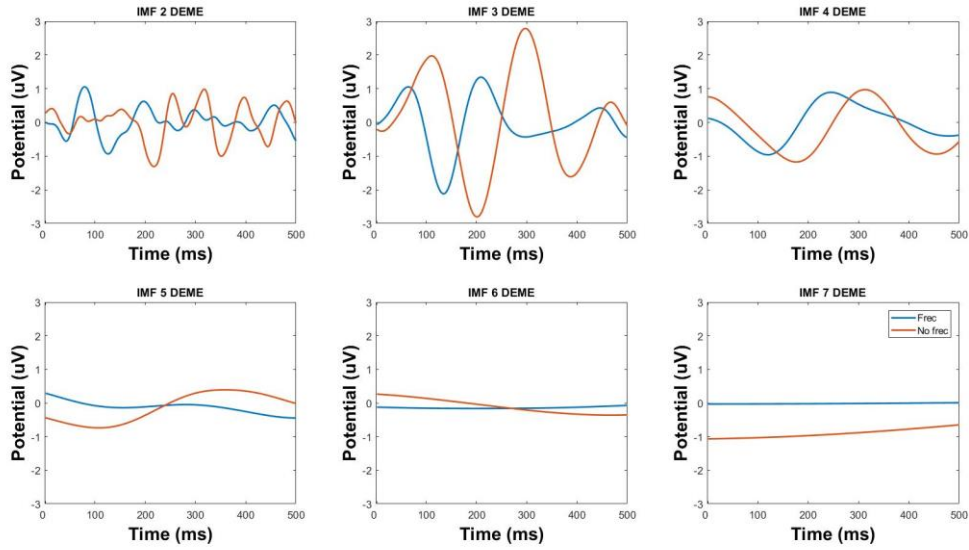 IMF 2 DEME
Potential (uV)
3
2
1
0
-1
-2
-3
0 100 200 300 400 500
Time (ms)
IMF 3 DEME
Potential (uV)
3
2
1
0
-1
-2
-3
0 100 200 300 400 500
Time (ms)
IMF 4 DEME
Potential (uV)
3
2
1
0
-1
-2
-3
0 100 200 300 400 500
Time (ms)
IMF 5 DEME
Potential (uV)
3
2
1
0
-1
-2
-3
0 100 200 300 400 500
Time (ms)
IMF 6 DEME
Potential (uV)
3
2
1
0
-1
-2
-3
0 100 200 300 400 500
Time (ms)
IMF 7 DEME
Potential (uV)
3
2
1
0
-1
-2
-3
0 100 200 300 400 500
Time (ms)
Frec
No frec